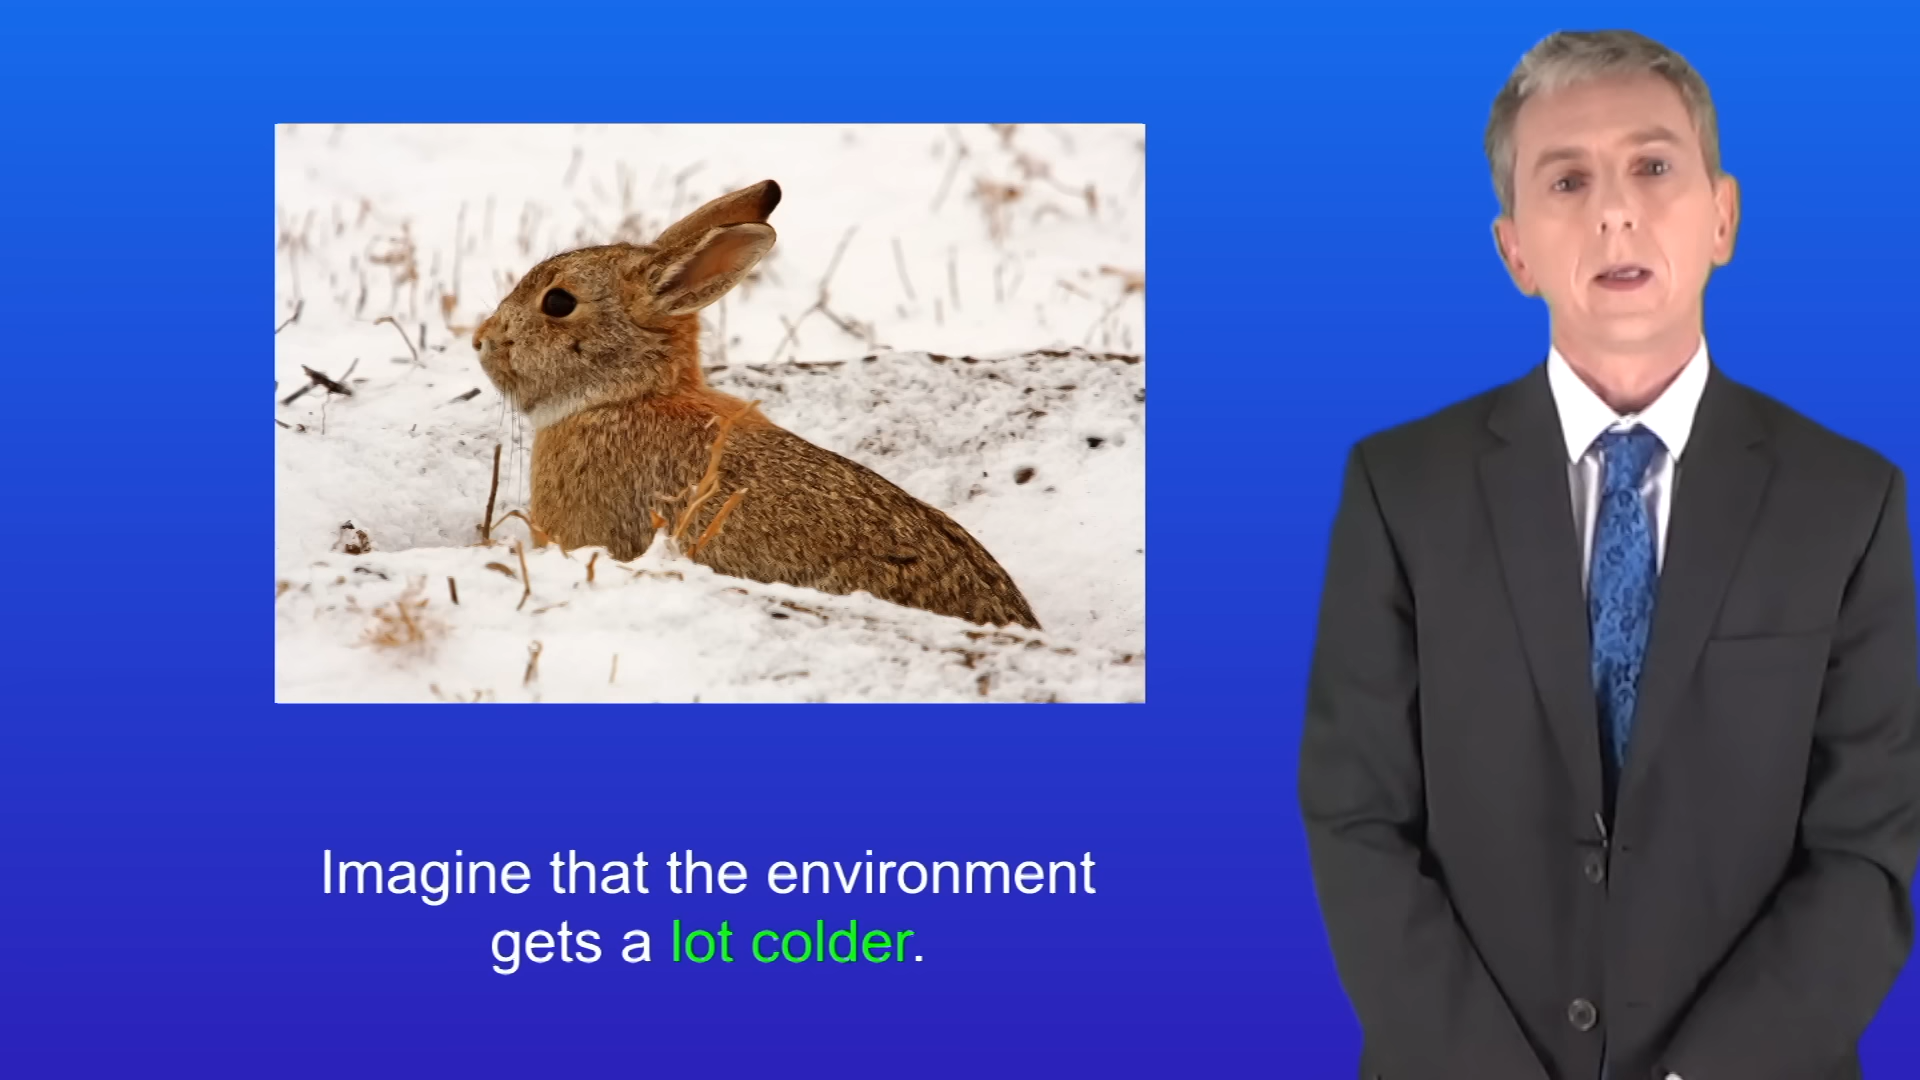 Imagine that the environment
gets a lot colder.